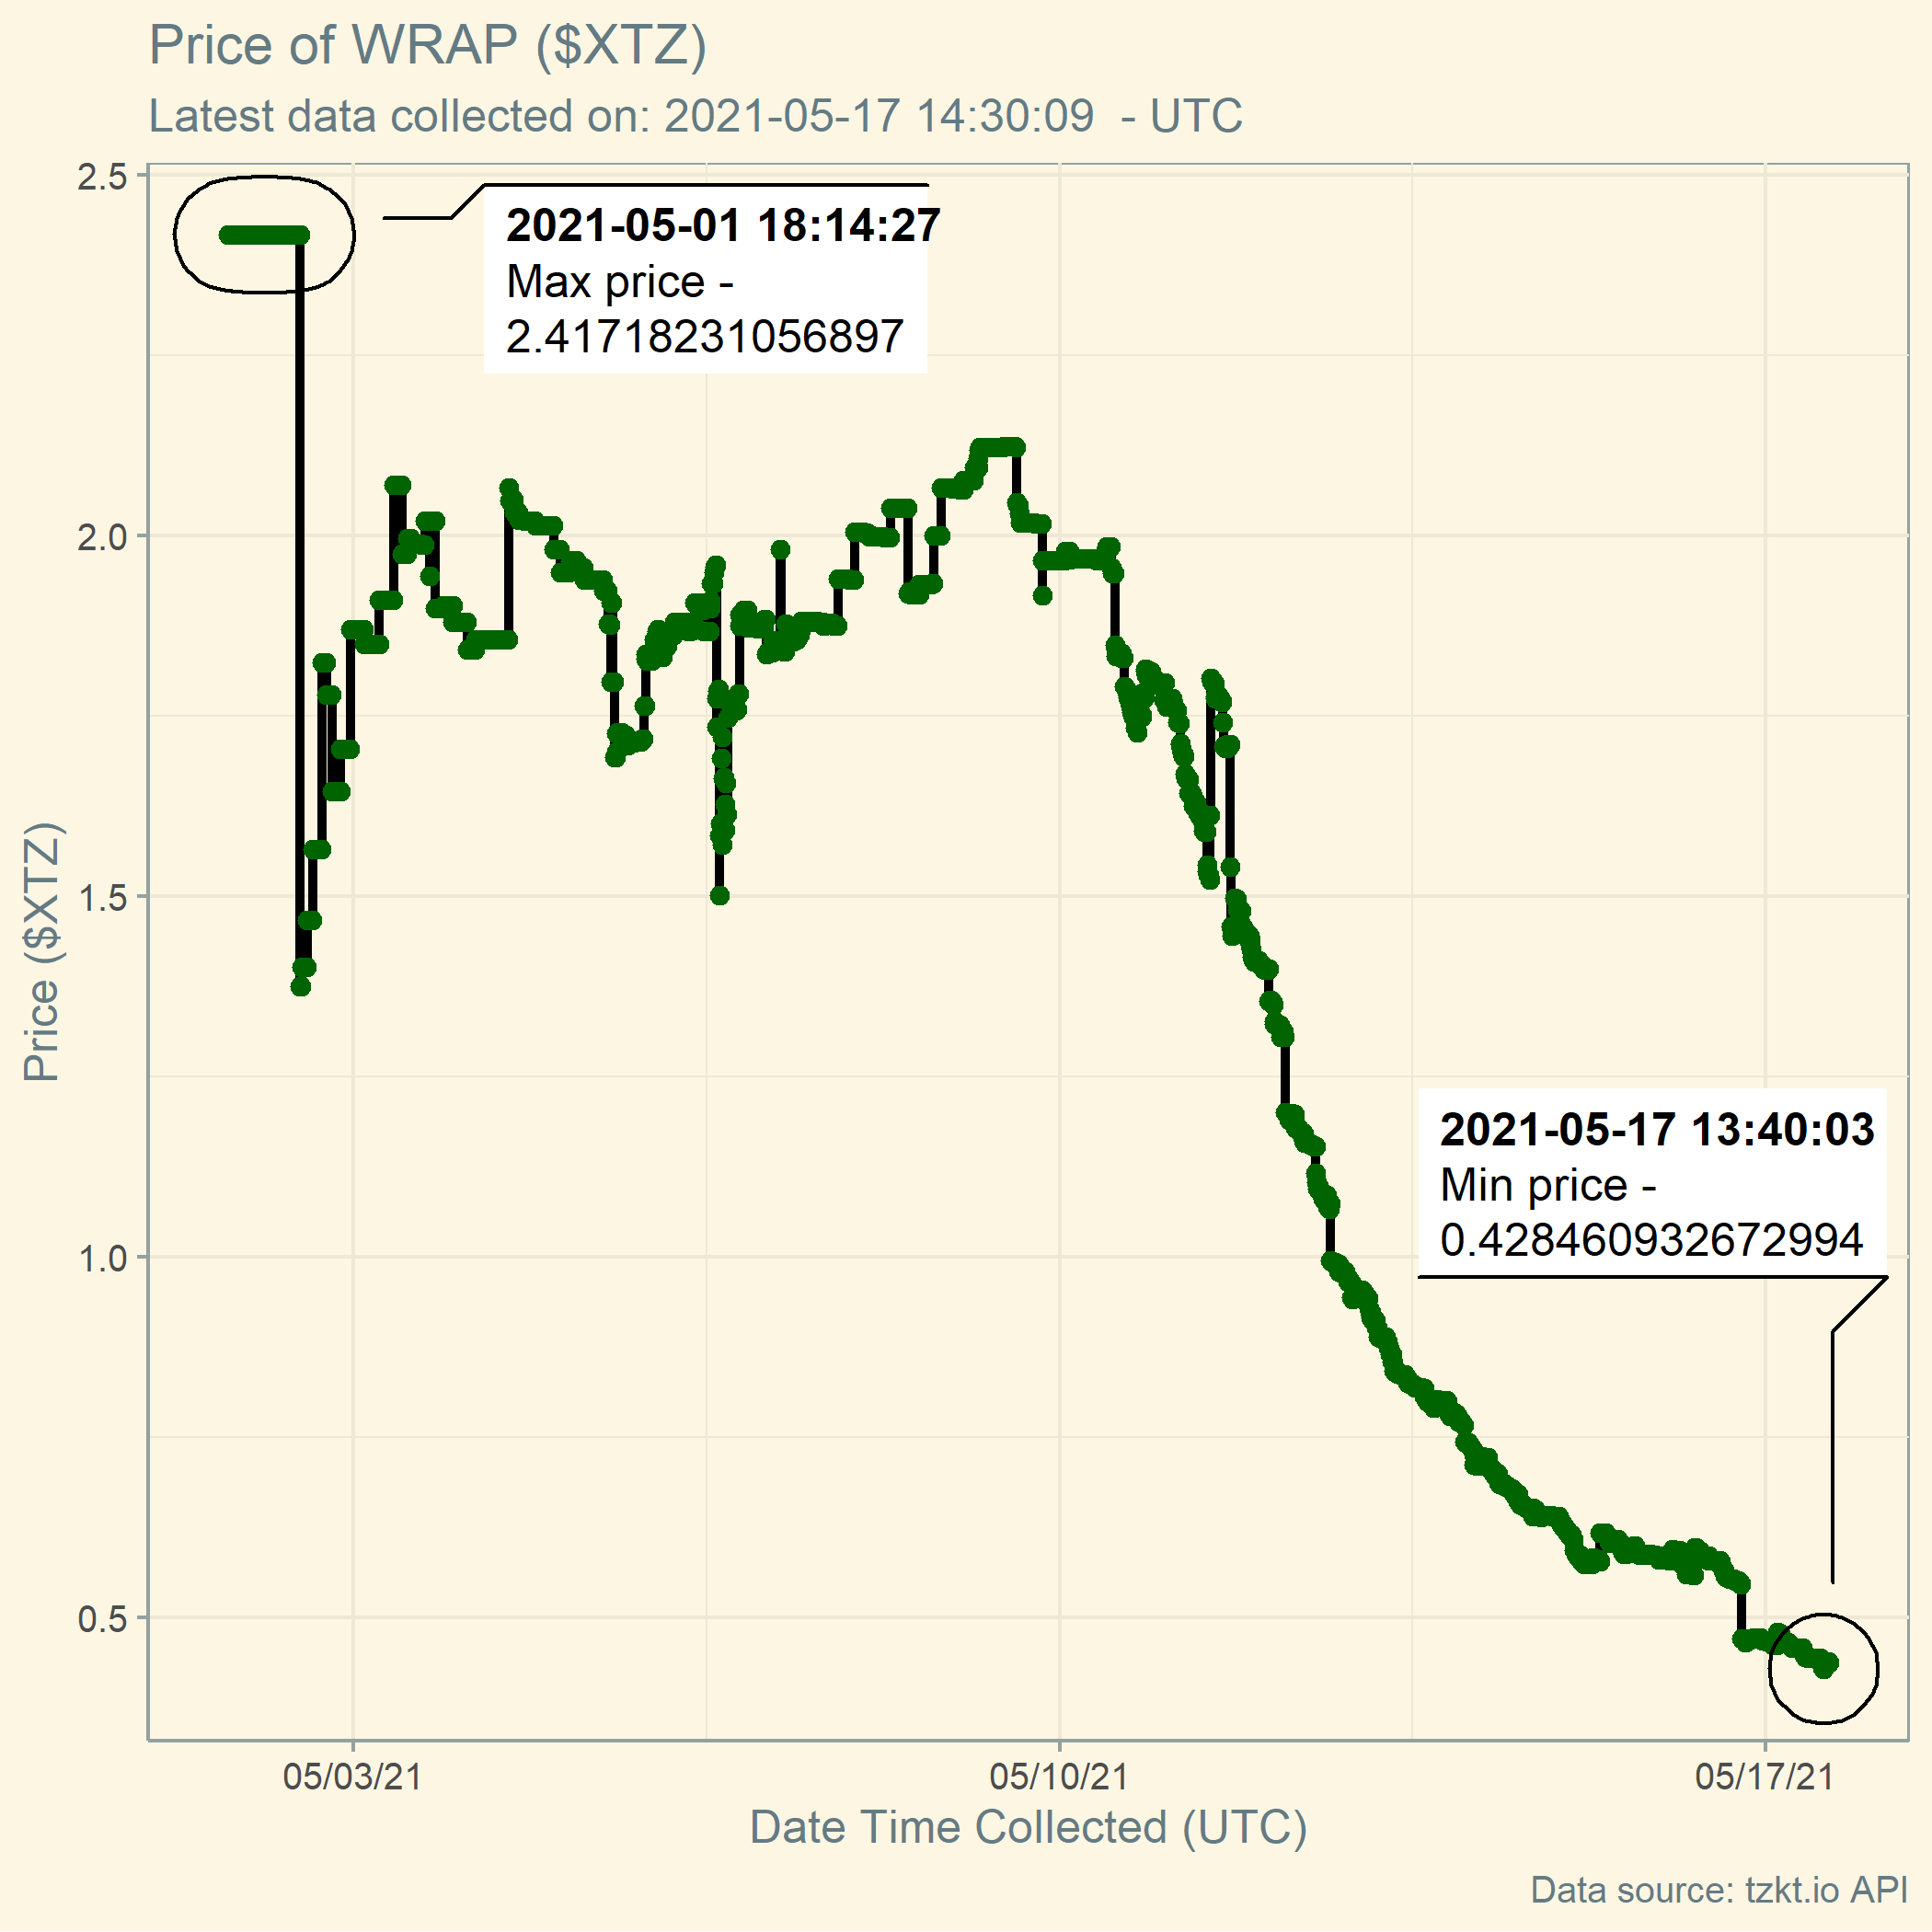 Price of WRAP ($XTZ)
Latest data collected on: 2021-05-17 14:30:09  - UTC
2.5
2.0
1.5
1.0
0.5
Price ($XTZ)
2021-05-01 18:14:27
Max price -
2.417182310568​97
2021-05-17 13:40:03
Min price -
0.428460932672994
05/03/21
05/10/21
05/17/21
Date Time Collected (UTC)
Data source: tzkt.io API